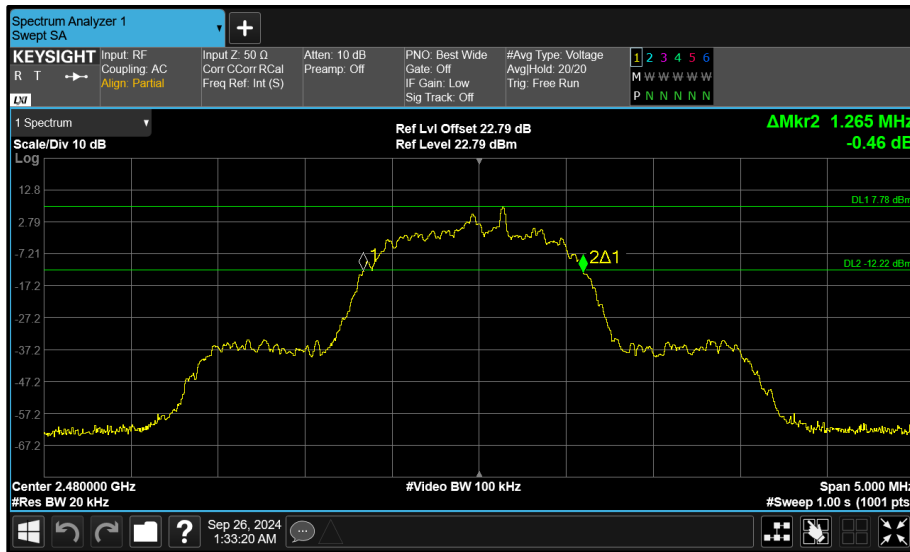 Spectrum Analyzer 1
Swept SA
+
KEYSIGHT
R T
LXI
Input: RF
Coupling: AC
Align: Partial
Input Z: 50 Ω
Corr CCorr RCal
Freq Ref: Int (S)
Atten: 10 dB
Preamp: Off
PNO: Best Wide
Gate: Off
IF Gain: Low
Sig Track: Off
#Avg Type: Voltage
Avg|Hold: 20/20
Trig: Free Run
1 2 3 4 5 6
M W W W W W
P N N N N N
1 Spectrum
Scale/Div 10 dB
Log
Ref Lvl Offset 22.79 dB
Ref Level 22.79 dBm
ΔMkr2 1.265 MHz
-0.46 dB
12.8
DL1 7.78 dBm
2.79
-7.21
1
2Δ1
DL2 -12.22 dBm
-17.2
-27.2
-37.2
-47.2
-57.2
-67.2
Center 2.480000 GHz
#Video BW 100 kHz
Span 5.000 MHz
#Res BW 20 kHz
#Sweep 1.00 s (1001 pts
?
Sep 26, 2024
1:33:20 AM